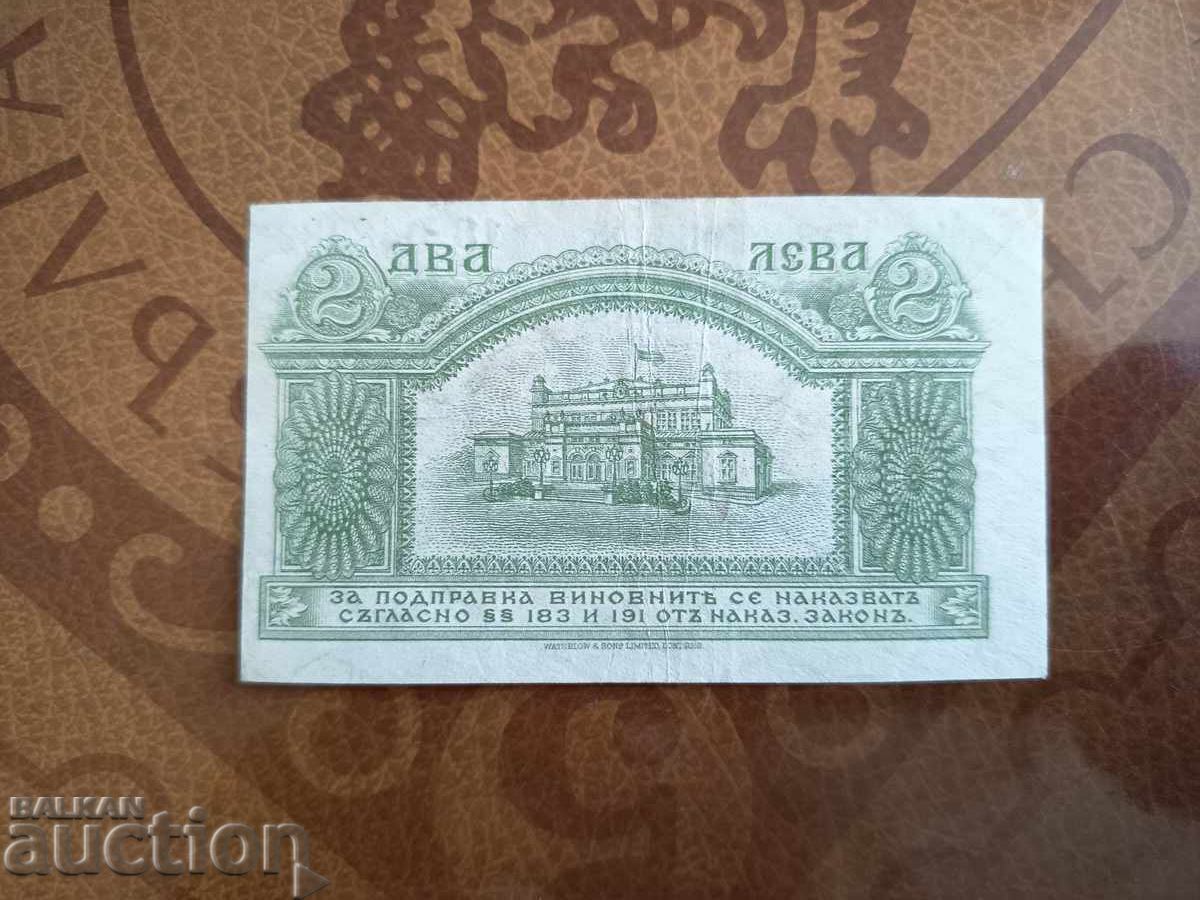 2 ДВА ЛЕВА 2
ЗА ПОДПРАВКА ВИНОВНИТѢ СЕ НАКАЗВАТЪ
СЪГЛАСНО §§ 183 И 191 ОТЪ НАКАЗ. ЗАКОНЪ.
WATERLOW & SONS LIMITED, LONDRES.
BALKAN
auction